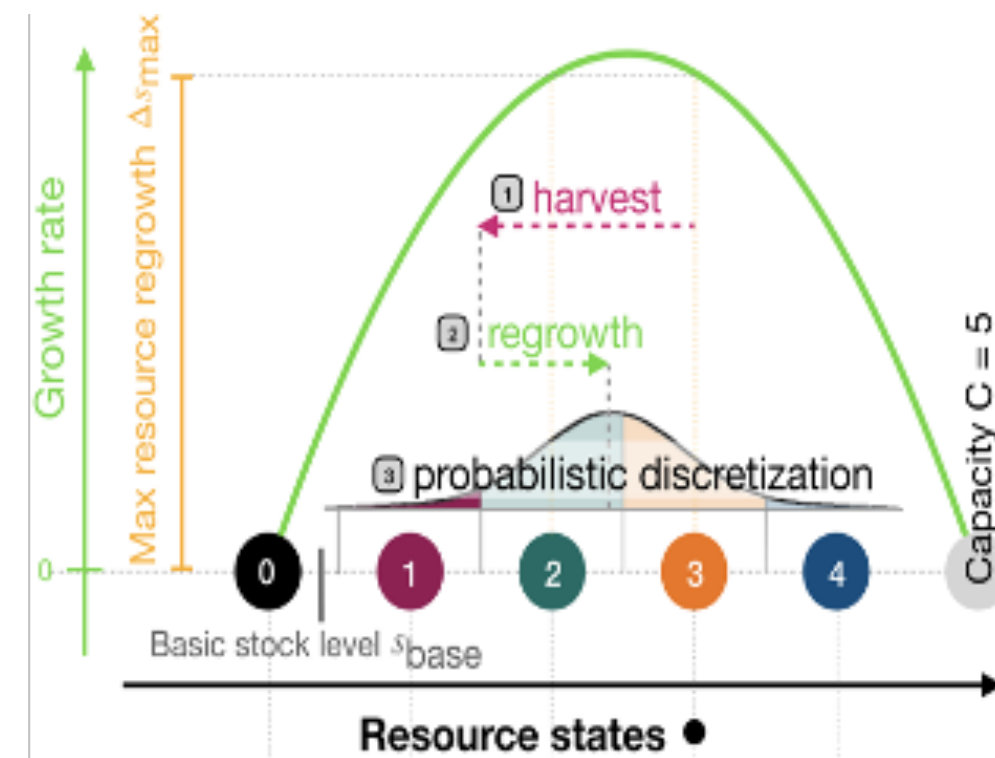 Growth rate
Max resource regrowth Δsmax
1 harvest
2 regrowth
3 probabilistic discretization
Capacity C = 5
0
0 1 2 3 4
Basic stock level sbase
Resource states